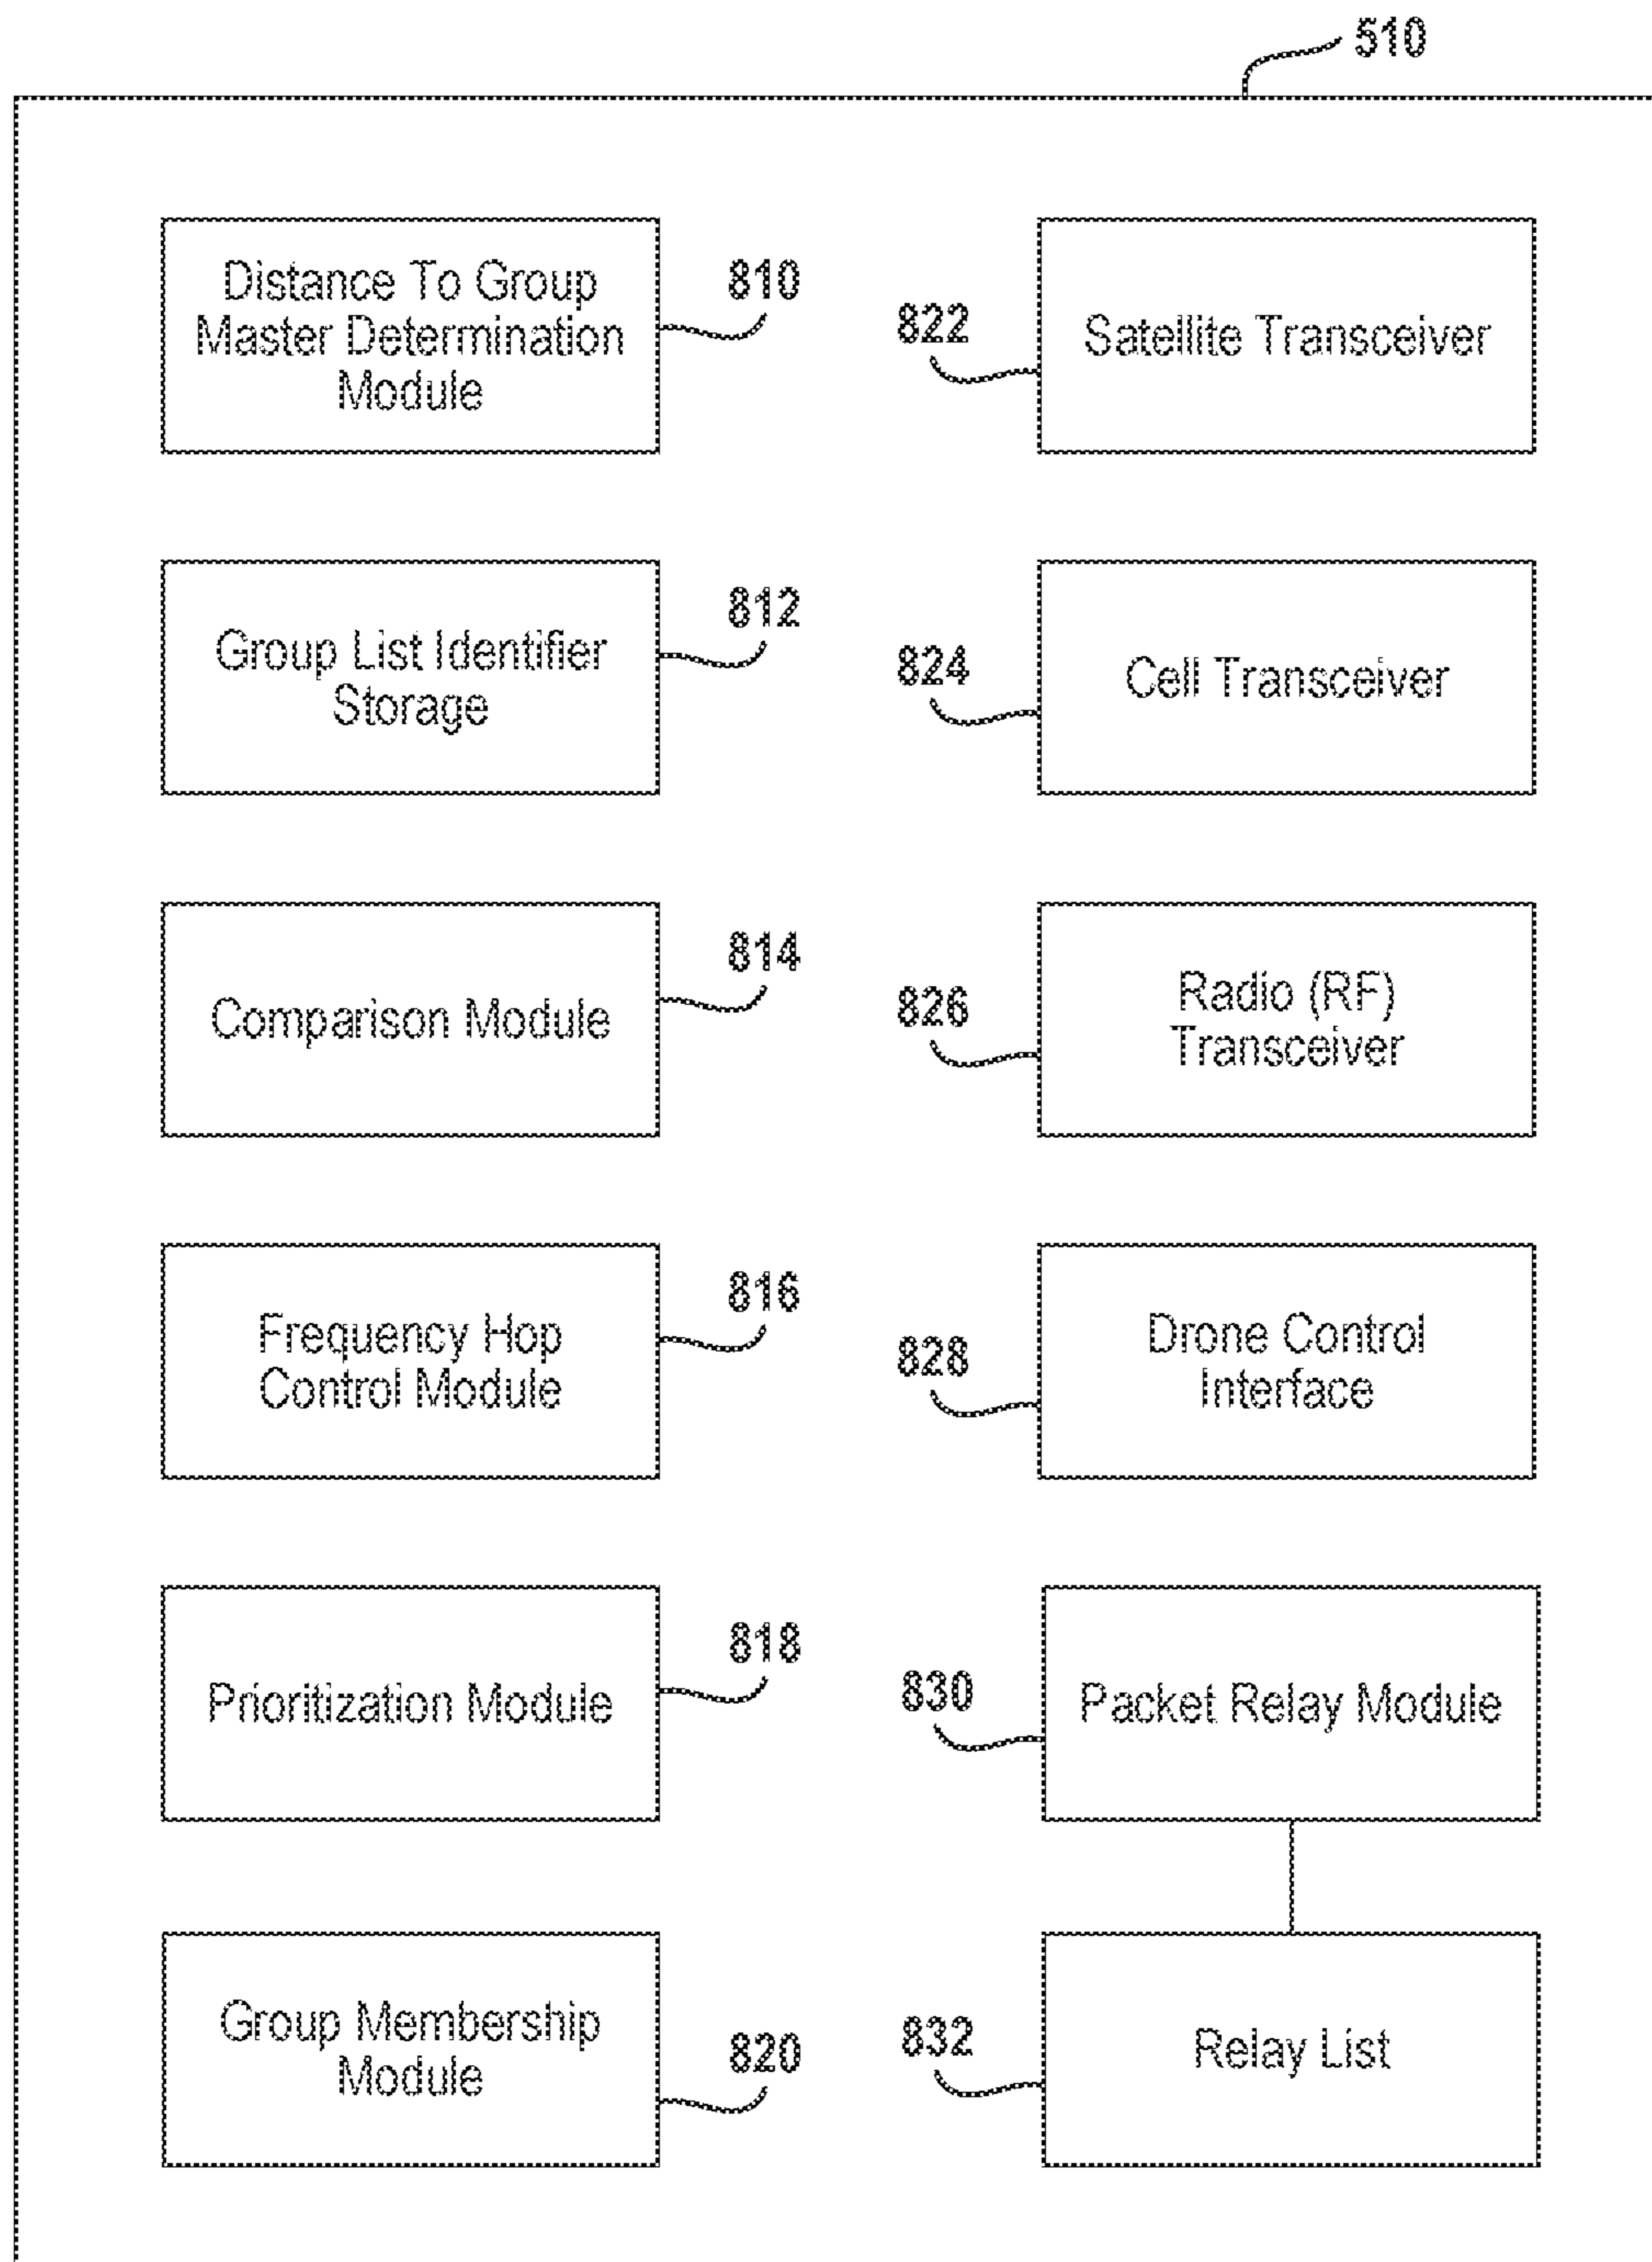 510
Distance To Group
Master Determination
Module
810
822
Satellite Transceiver
Group List Identifier
Storage
812
824
Cell Transceiver
Comparison Module
814
826
Radio (RF)
Transceiver
Frequency Hop
Control Module
816
828
Drone Control
Interface
Prioritization Module
818
830
Packet Relay Module
Group Membership
Module
820
832
Relay List